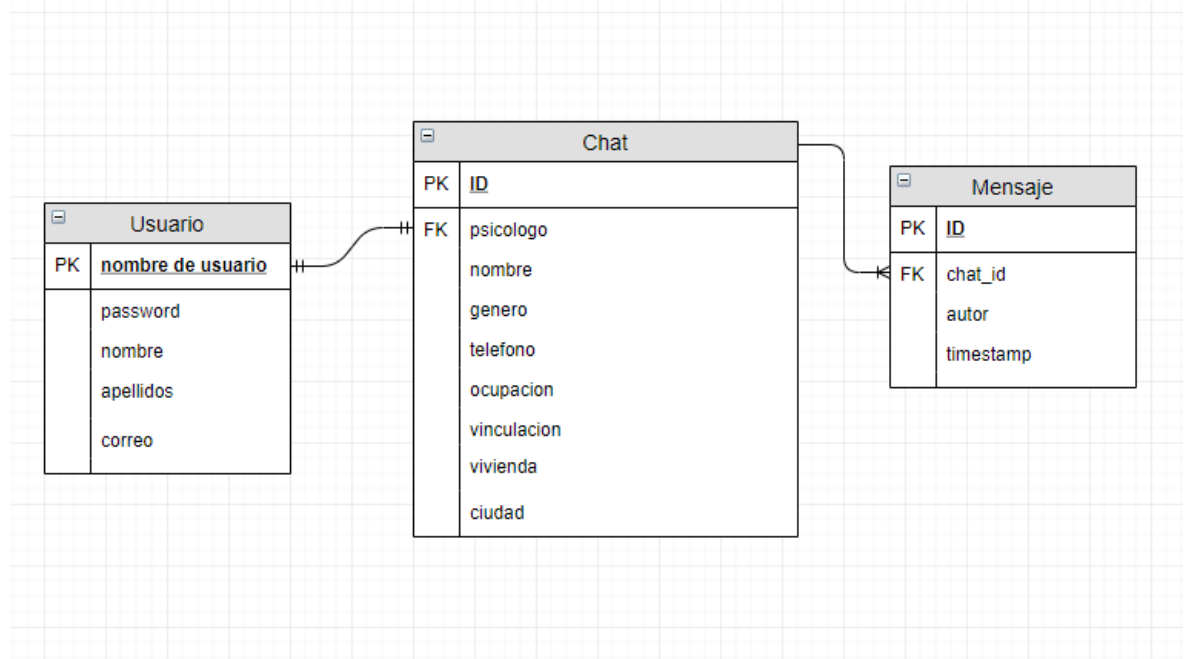 Usuario
PK nombre de usuario
password
nombre
apellidos
correo
Chat
PK ID
FK psicologo
nombre
genero
telefono
ocupacion
vinculacion
vivienda
ciudad
Mensaje
PK ID
FK chat_id
autor
timestamp